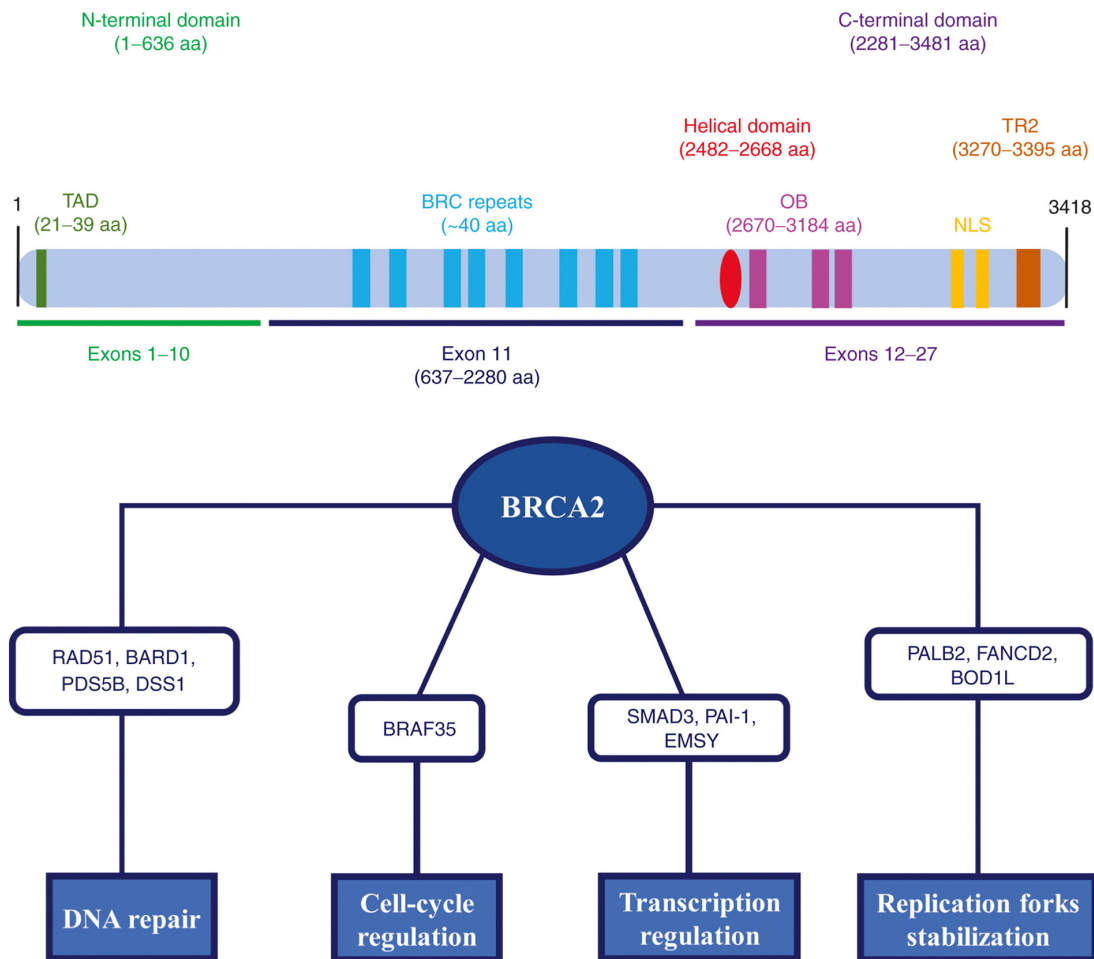 N-terminal domain
(1–636 aa)
C-terminal domain
(2281–3481 aa)
Helical domain
(2482–2668 aa)
TR2
(3270–3395 aa)
1
TAD
(21–39 aa)
BRC repeats
(~40 aa)
OB
(2670–3184 aa)
NLS
3418
Exons 1–10
Exon 11
(637–2280 aa)
Exons 12–27
BRCA2
RAD51, BARD1,
PDS5B, DSS1
BRAF35
SMAD3, PAI-1,
EMSY
PALB2, FANCD2,
BOD1L
DNA repair
Cell-cycle
regulation
Transcription
regulation
Replication forks
stabilization